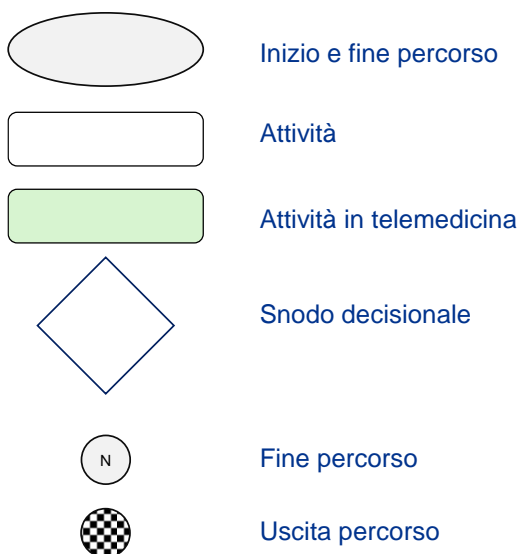 Inizio e fine percorso
Attività
Attività in telemedicina
Snodo decisionale
N
Fine percorso
Uscita percorso